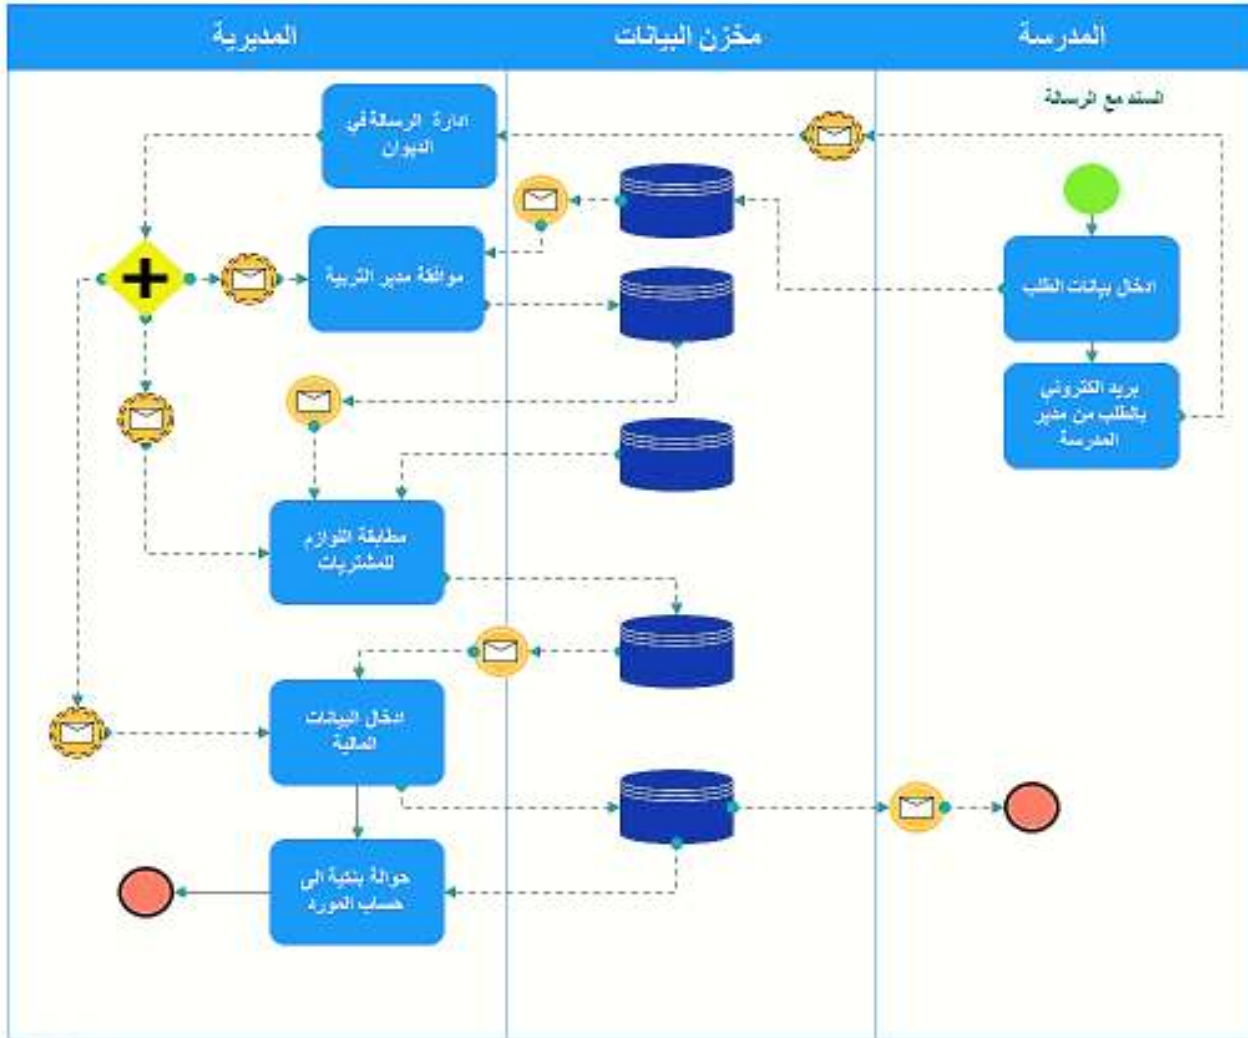 المدرسة
مخزن البيانات
المديرية
السند مع الرسالة
ادارة الرسالة في
الديوان
موافقة مدير التربية
ادخال بيانات الطلب
بريد الكتروني
بالطلب من مدير
المدرسة
مطابقة اللوازم
للمشتريات
ادخال البيانات
المالية
حوالة بنكية الى
حساب المورد